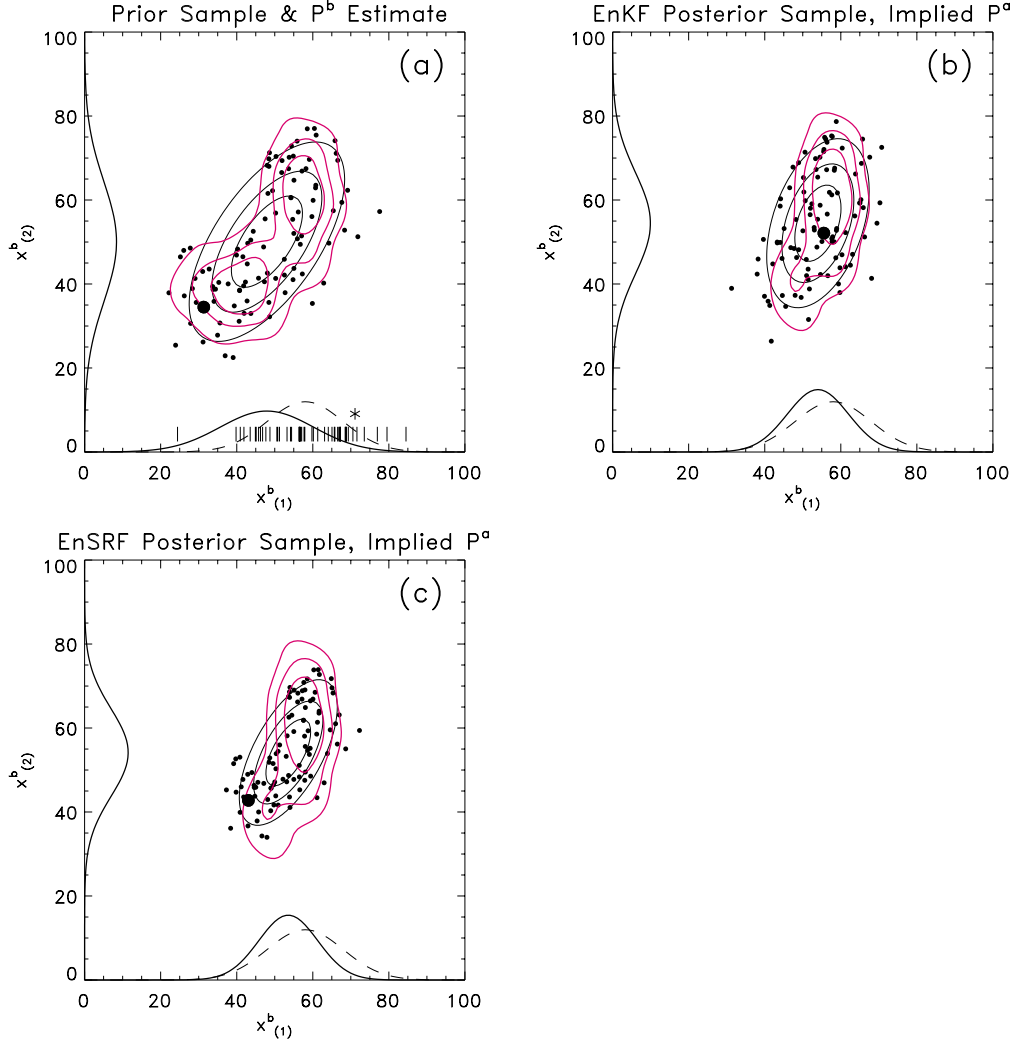 Prior Sample & P^b Estimate
(a)
100
80
60
40
20
0
x^b_(2)
*
0 20 40 60 80 100
x^b_(1)
EnKF Posterior Sample, Implied P^a
(b)
100
80
60
40
20
0
x^b_(2)
0 20 40 60 80 100
x^b_(1)
EnSRF Posterior Sample, Implied P^a
(c)
100
80
60
40
20
0
x^b_(2)
0 20 40 60 80 100
x^b_(1)